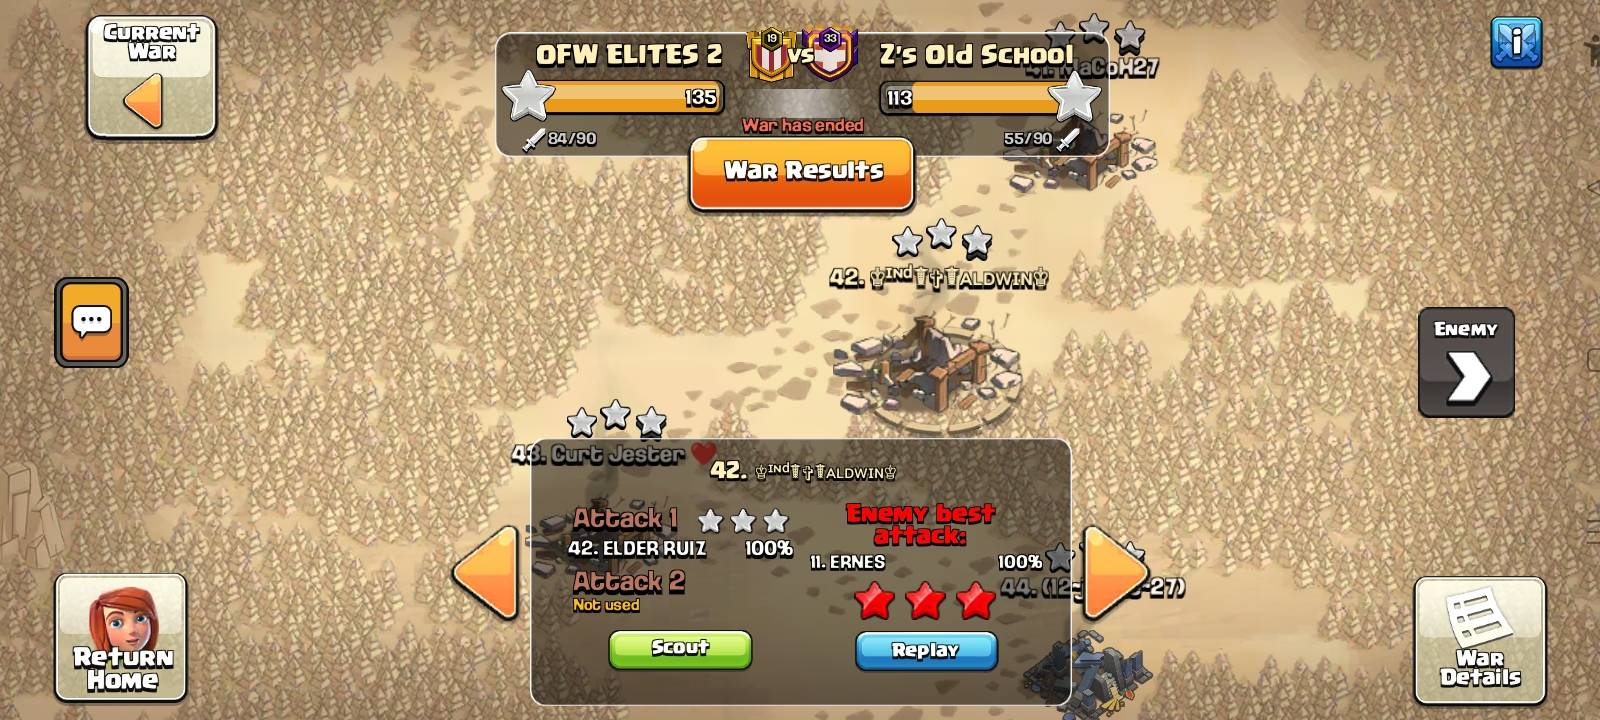 Current War
OFW ELITES 2
19
VS
33
Z's Old School
135
113
War has ended
84/90
55/90
War Results
Enemy
42. ♔ᴵᴺᵈ☤✞☤ALDWIN♔
43. Curt Jester ❤
42. ♔ᴵᴺᵈ☤✞☤ALDWIN♔
Attack 1
42. ELDER RUIZ 100%
Attack 2
Not used
Scout
Enemy best
attack:
11. ERNES 100%
Replay
Return
Home
War
Details